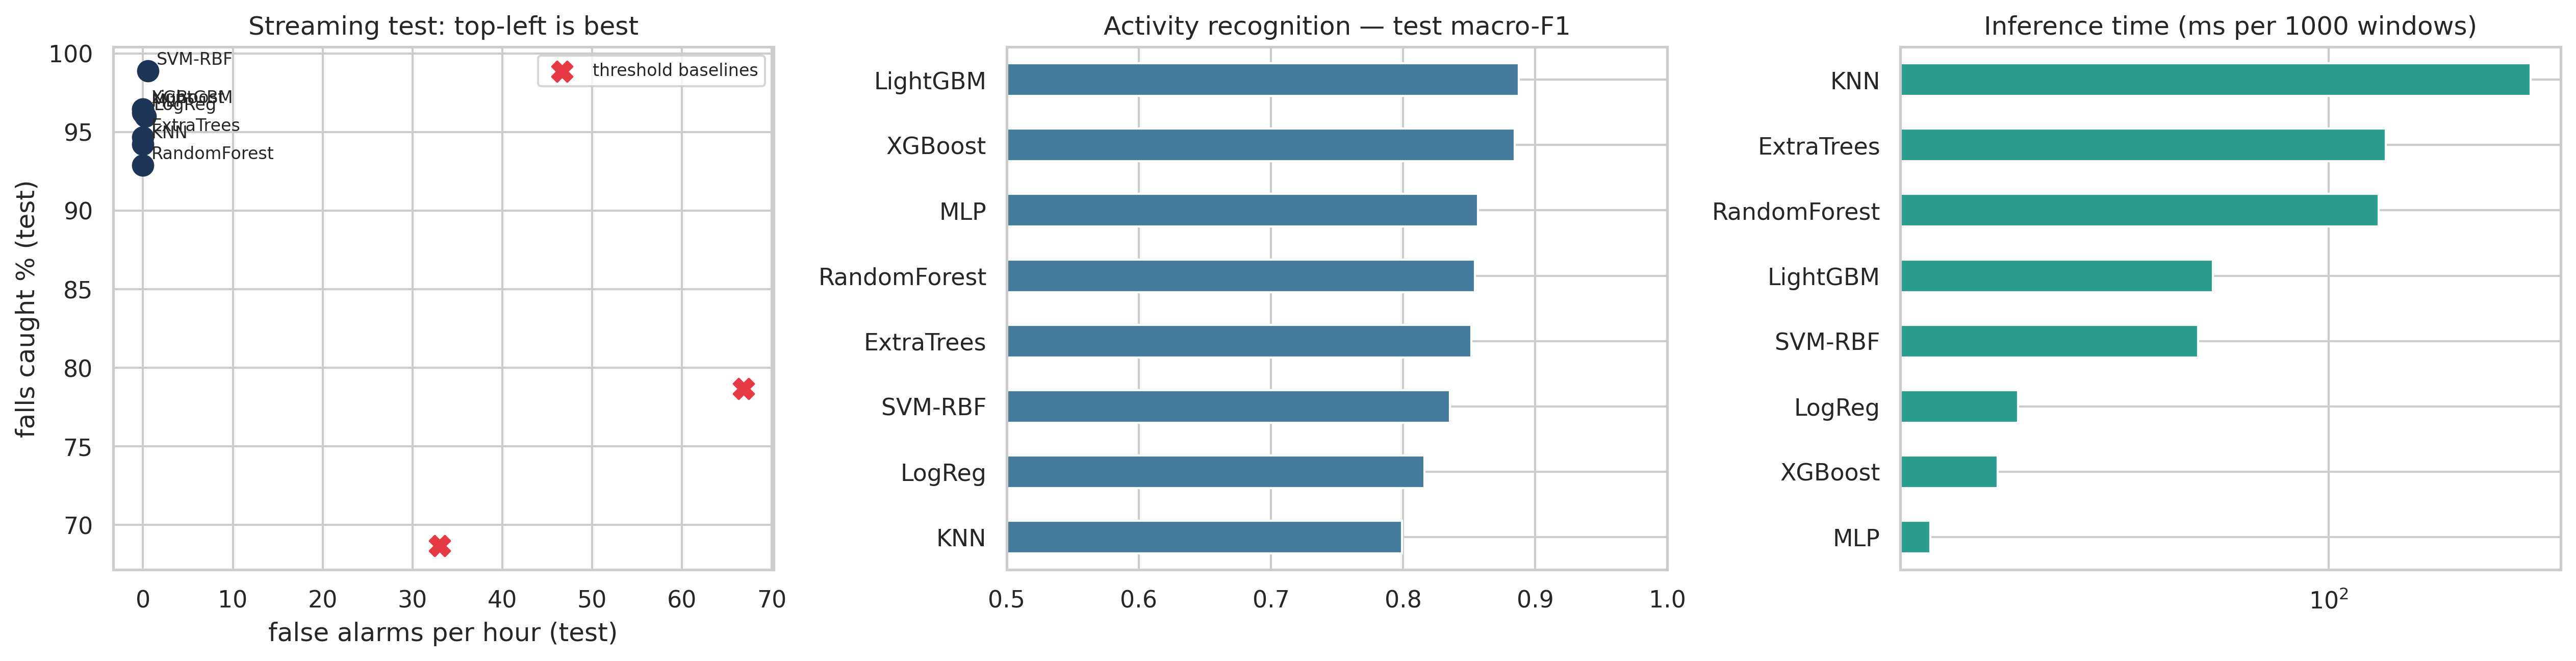 Streaming test: top-left is best
threshold baselines
SVM-RBF
LogReg
ExtraTrees
KNN
RandomForest
100
95
90
85
80
75
70
falls caught % (test)
0 10 20 30 40 50 60 70
false alarms per hour (test)
Activity recognition — test macro-F1
LightGBM
XGBoost
MLP
RandomForest
ExtraTrees
SVM-RBF
LogReg
KNN
0.5 0.6 0.7 0.8 0.9 1.0
Inference time (ms per 1000 windows)
KNN
ExtraTrees
RandomForest
LightGBM
SVM-RBF
LogReg
XGBoost
MLP
10²